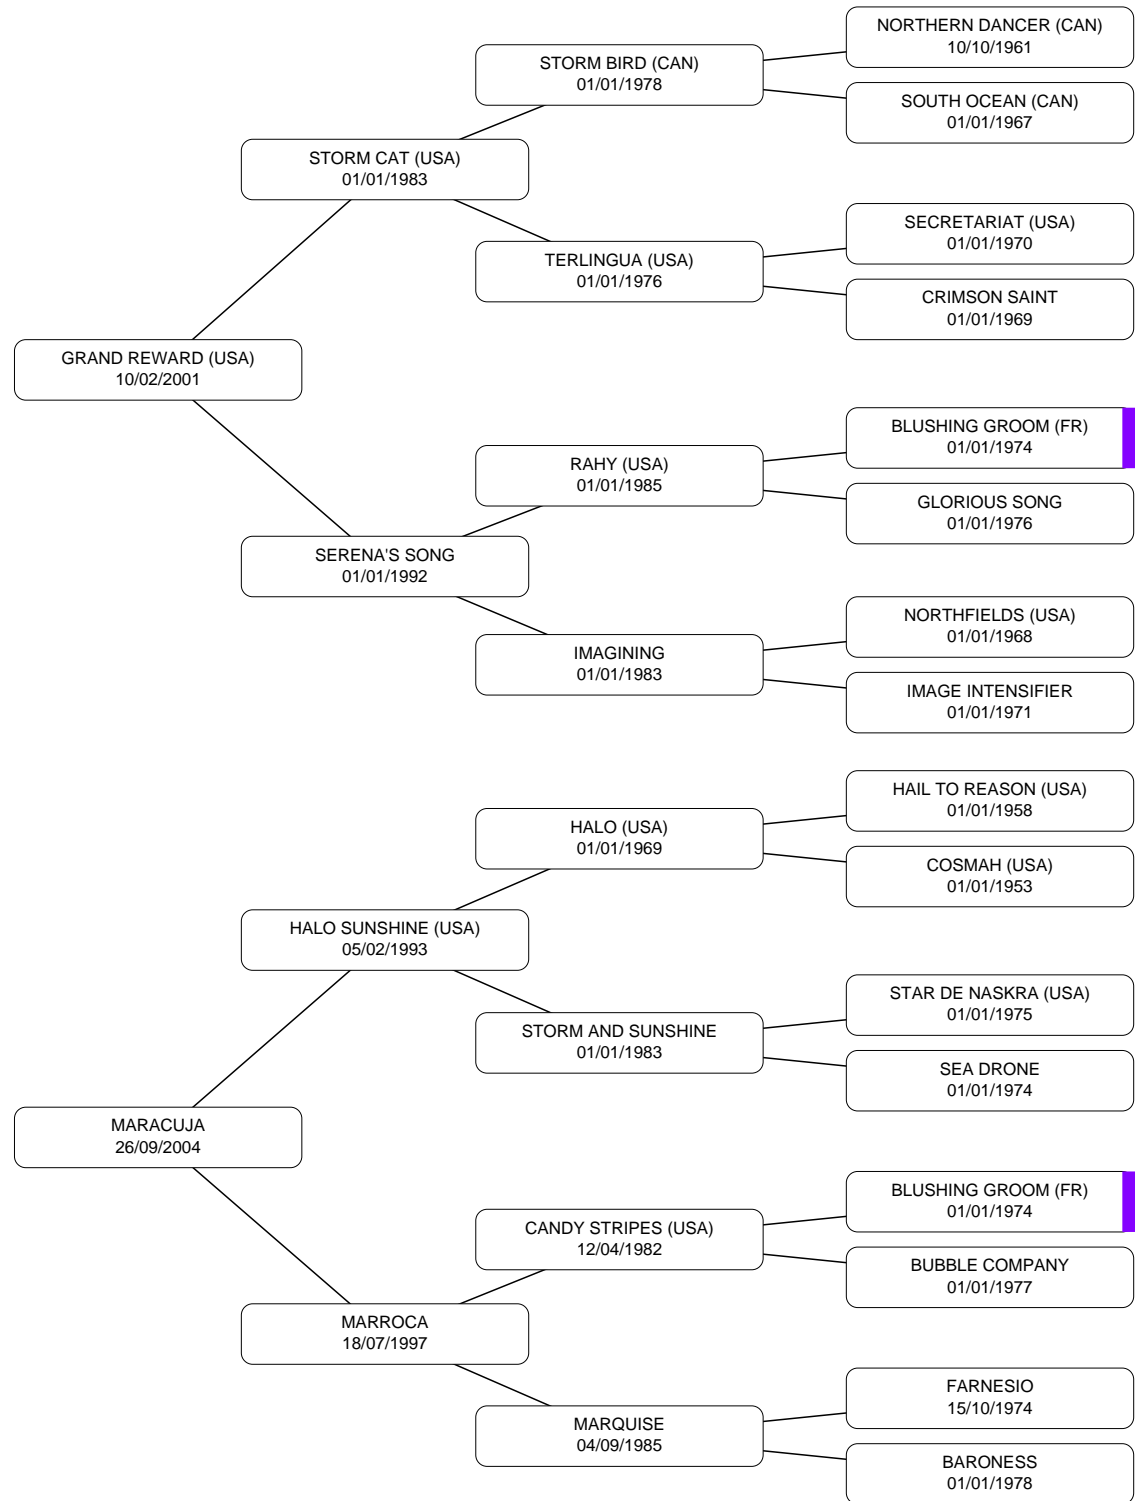 NORTHERN DANCER (CAN)
10/10/1961
STORM BIRD (CAN)
01/01/1978
SOUTH OCEAN (CAN)
01/01/1967
STORM CAT (USA)
01/01/1983
SECRETARIAT (USA)
01/01/1970
TERLINGUA (USA)
01/01/1976
CRIMSON SAINT
01/01/1969
GRAND REWARD (USA)
10/02/2001
BLUSHING GROOM (FR)
01/01/1974
RAHY (USA)
01/01/1985
GLORIOUS SONG
01/01/1976
SERENA'S SONG
01/01/1992
NORTHFIELDS (USA)
01/01/1968
IMAGINING
01/01/1983
IMAGE INTENSIFIER
01/01/1971
HAIL TO REASON (USA)
01/01/1958
HALO (USA)
01/01/1969
COSMAH (USA)
01/01/1953
HALO SUNSHINE (USA)
05/02/1993
STAR DE NASKRA (USA)
01/01/1975
STORM AND SUNSHINE
01/01/1983
SEA DRONE
01/01/1974
MARACUJA
26/09/2004
BLUSHING GROOM (FR)
01/01/1974
CANDY STRIPES (USA)
12/04/1982
BUBBLE COMPANY
01/01/1977
MARROCA
18/07/1997
FARNESIO
15/10/1974
MARQUISE
04/09/1985
BARONESS
01/01/1978